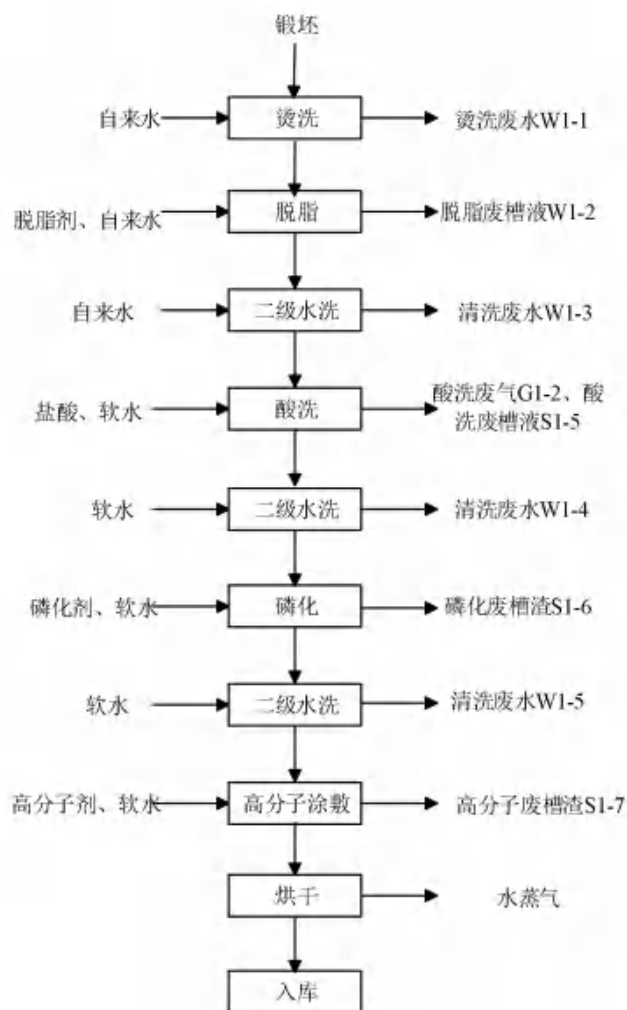 锻坯
自来水
烫洗
烫洗废水W1-1
脱脂剂、自来水
脱脂
脱脂废槽液W1-2
自来水
二级水洗
清洗废水W1-3
盐酸、软水
酸洗
酸洗废气G1-2、酸
洗废槽液S1-5
软水
二级水洗
清洗废水W1-4
磷化剂、软水
磷化
磷化废槽渣S1-6
软水
二级水洗
清洗废水W1-5
高分子剂、软水
高分子涂敷
高分子废槽渣S1-7
烘干
水蒸气
入库